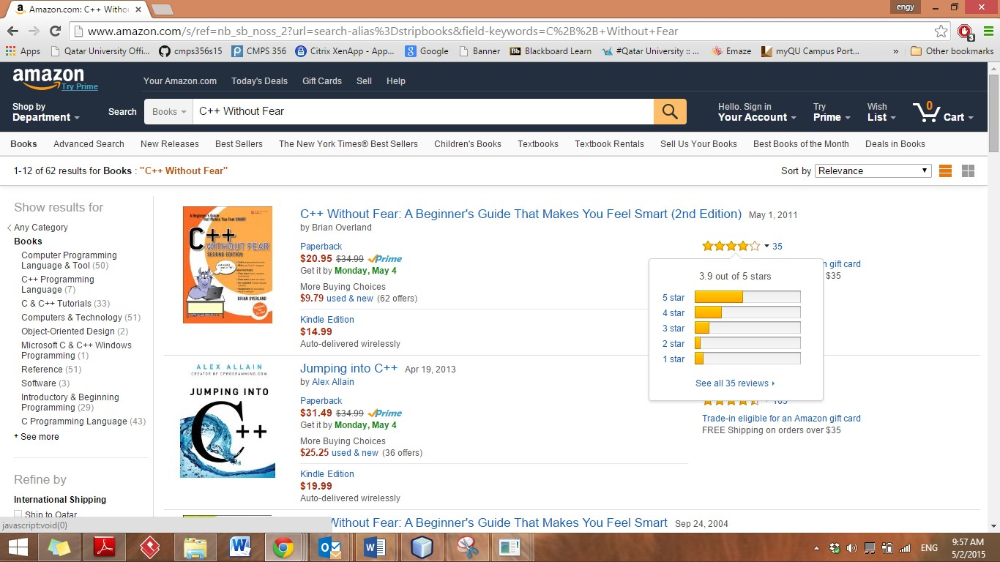 Amazon.com: C++ Withou
engy
www.amazon.com/s/ref=nb_sb_noss_2?url=search-alias%3Dstripbooks&field-keywords=C%2B%2B+Without+Fear
3
Apps Qatar University Offi... cmps356s15 CMPS 356 Citrix XenApp - App... Google Banner Bb Blackboard Learn #Qatar University :: ... Emaze myQU Campus Port... » Other bookmarks
amazon
Try Prime
Your Amazon.com Today's Deals Gift Cards Sell Help
Shop by
Department
Search Books C++ Without Fear
Hello. Sign in
Your Account
Try
Prime
Wish
List
0
Cart
Books Advanced Search New Releases Best Sellers The New York Times® Best Sellers Children's Books Textbooks Textbook Rentals Sell Us Your Books Best Books of the Month Deals in Books
1-12 of 62 results for Books : "C++ Without Fear"
Sort by Relevance
Show results for
Any Category
Books
Computer Programming
Language & Tool (50)
C++ Programming
Language (7)
C & C++ Tutorials (33)
Computers & Technology (51)
Object-Oriented Design (2)
Microsoft C & C++ Windows
Programming (1)
Reference (51)
Software (3)
Introductory & Beginning
Programming (29)
C Programming Language (43)
+ See more
Refine by
International Shipping
Ship to Qatar
A Beginner's Guide
That Makes You Feel SMART
C++
WITHOUT FEAR
SECOND EDITION
BRIAN OVERLAND
C++ Without Fear: A Beginner's Guide That Makes You Feel Smart (2nd Edition) May 1, 2011
by Brian Overland
Paperback
$20.95 $34.99 Prime
Get it by Monday, May 4
More Buying Choices
$9.79 used & new (62 offers)
Kindle Edition
$14.99
Auto-delivered wirelessly
35
n gift card
$35
3.9 out of 5 stars
5 star
4 star
3 star
2 star
1 star
See all 35 reviews
ALEX ALLAIN
CREATOR OF CPROGRAMMING.COM
JUMPING INTO
C++
Jumping into C++ Apr 19, 2013
by Alex Allain
Paperback
$31.49 $34.99 Prime
Get it by Monday, May 4
More Buying Choices
$25.25 used & new (36 offers)
Kindle Edition
$19.99
Auto-delivered wirelessly
Trade-in eligible for an Amazon gift card
FREE Shipping on orders over $35
Without Fear: A Beginner's Guide That Makes You Feel Smart Sep 24, 2004
javascript:void(0)
ENG
9:57 AM
5/2/2015